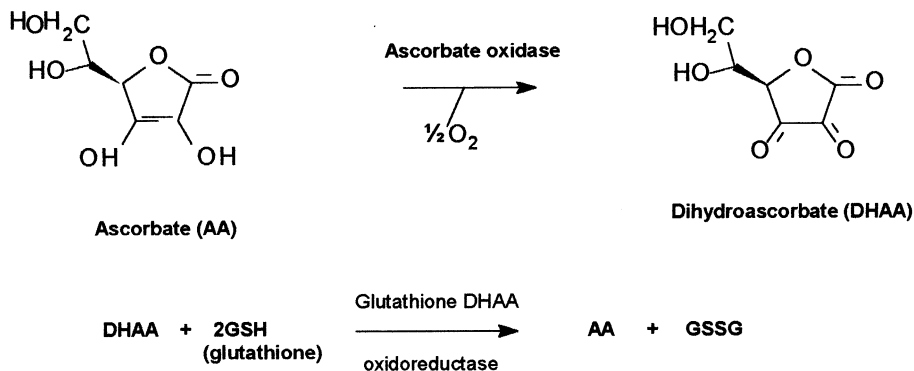 HOH₂C
HO
O
O
OH
OH
Ascorbate (AA)
Ascorbate oxidase
½O₂
HOH₂C
HO
O
O
O
O
Dihydroascorbate (DHAA)
DHAA + 2GSH
(glutathione)
Glutathione DHAA
oxidoreductase
AA + GSSG